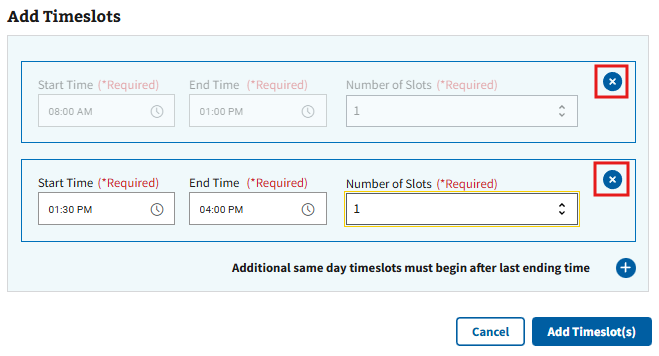 Add Timeslots
Start Time (*Required) End Time (*Required) Number of Slots (*Required)
08:00 AM 01:00 PM 1
Start Time (*Required) End Time (*Required) Number of Slots (*Required)
01:30 PM 04:00 PM 1
Additional same day timeslots must begin after last ending time
Cancel Add Timeslot(s)